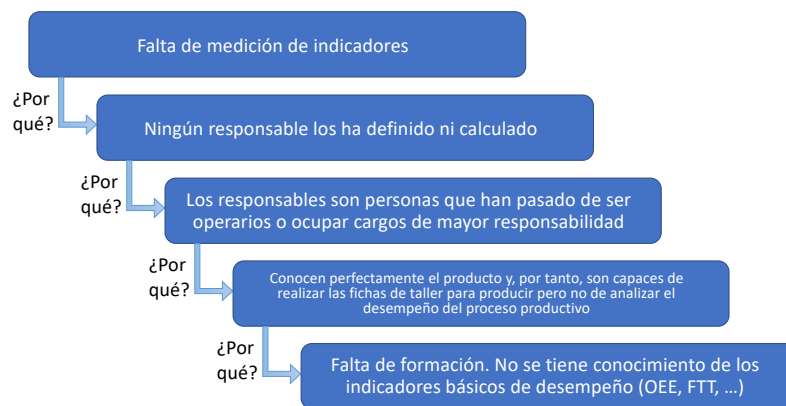 Falta de medición de indicadores
¿Por
qué?
Ningún responsable los ha definido ni calculado
¿Por
qué?
Los responsables son personas que han pasado de ser
operarios o ocupar cargos de mayor responsabilidad
¿Por
qué?
Conocen perfectamente el producto y, por tanto, son capaces de
realizar las fichas de taller para producir pero no de analizar el
desempeño del proceso productivo
¿Por
qué?
Falta de formación. No se tiene conocimiento de los
indicadores básicos de desempeño (OEE, FTT, ...)